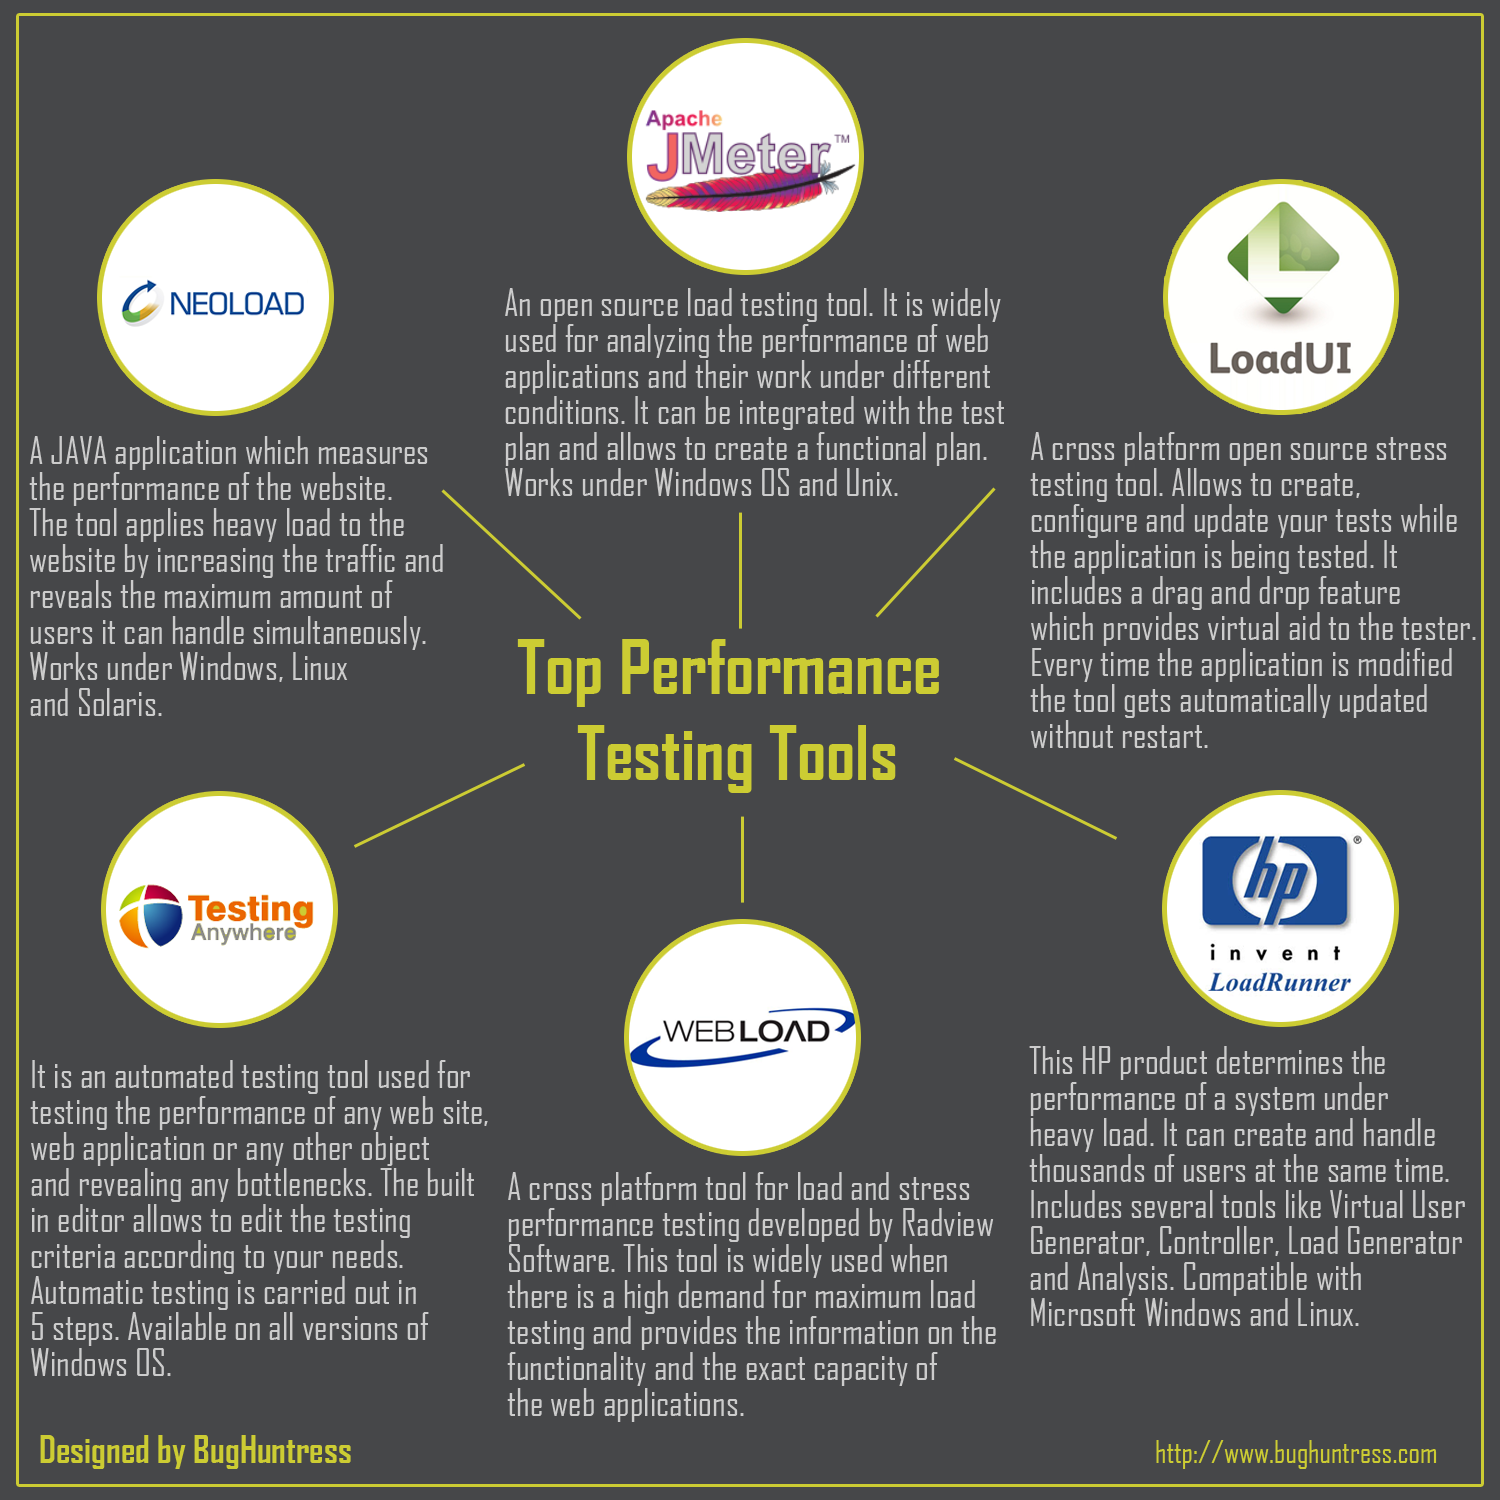 Apache
JMeter™
An open source load testing tool. It is widely
used for analyzing the performance of web
applications and their work under different
conditions. It can be integrated with the test
plan and allows to create a functional plan.
Works under Windows OS and Unix.
NEOLOAD
A JAVA application which measures
the performance of the website.
The tool applies heavy load to the
website by increasing the traffic and
reveals the maximum amount of
users it can handle simultaneously.
Works under Windows, Linux
and Solaris.
LoadUI
A cross platform open source stress
testing tool. Allows to create,
configure and update your tests while
the application is being tested. It
includes a drag and drop feature
which provides virtual aid to the tester.
Every time the application is modified
the tool gets automatically updated
without restart.
Top Performance
Testing Tools
Testing
Anywhere
It is an automated testing tool used for
testing the performance of any web site,
web application or any other object
and revealing any bottlenecks. The built
in editor allows to edit the testing
criteria according to your needs.
Automatic testing is carried out in
5 steps. Available on all versions of
Windows OS.
WEBLOAD
A cross platform tool for load and stress
performance testing developed by Radview
Software. This tool is widely used when
there is a high demand for maximum load
testing and provides the information on the
functionality and the exact capacity of
the web applications.
hp®
invent
LoadRunner
This HP product determines the
performance of a system under
heavy load. It can create and handle
thousands of users at the same time.
Includes several tools like Virtual User
Generator, Controller, Load Generator
and Analysis. Compatible with
Microsoft Windows and Linux.
Designed by BugHuntress
http://www.bughuntress.com